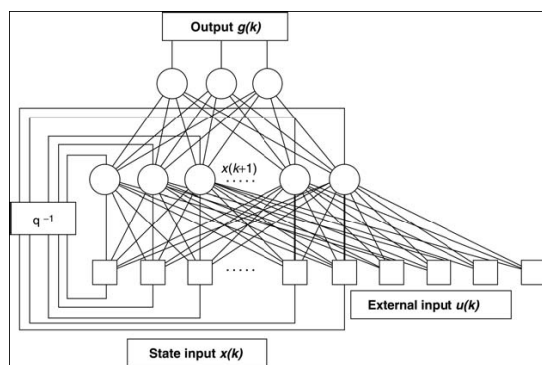 Output g(k)
x(k+1)
.....
q⁻¹
.....
External input u(k)
State input x(k)